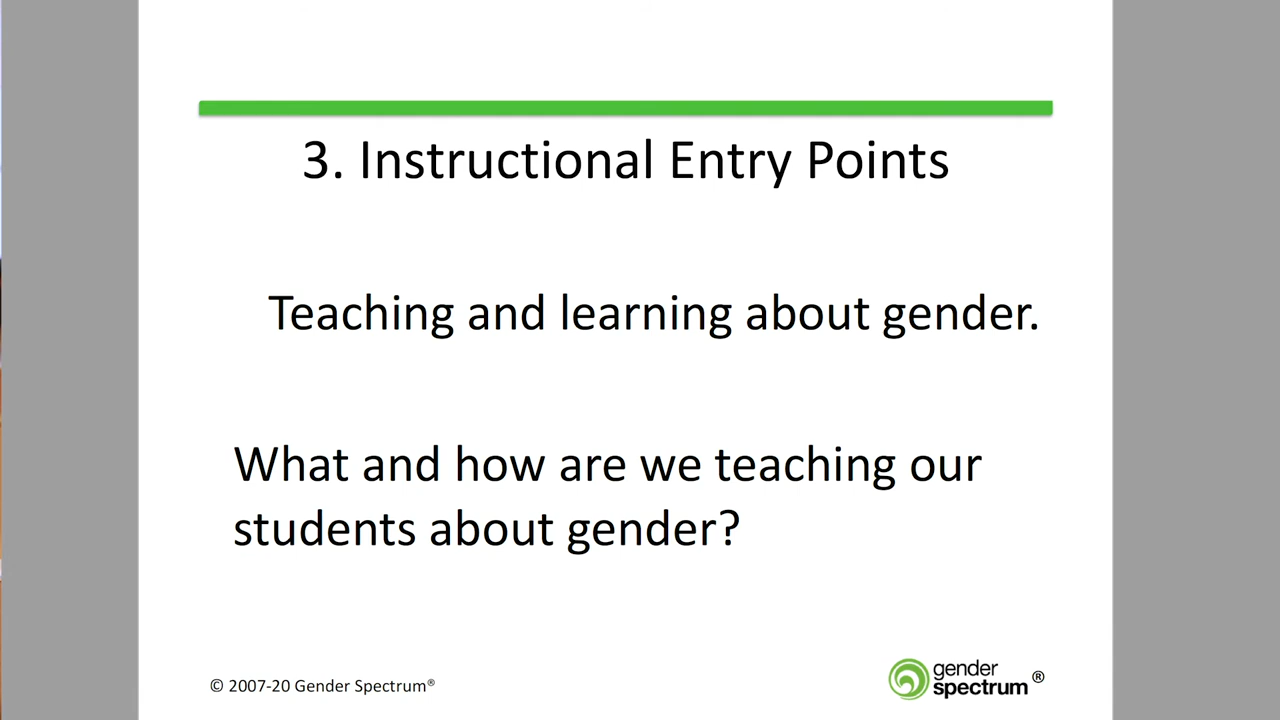 3. Instructional Entry Points
Teaching and learning about gender.
What and how are we teaching our
students about gender?
© 2007-20 Gender Spectrum®
gender
spectrum ®